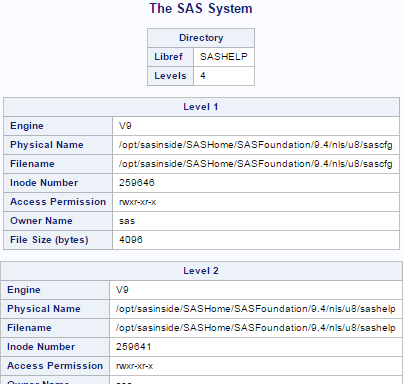 The SAS System
Directory
Libref SASHELP
Levels 4
Level 1
Engine V9
Physical Name /opt/sasinside/SASHome/SASFoundation/9.4/nls/u8/sascfg
Filename /opt/sasinside/SASHome/SASFoundation/9.4/nls/u8/sascfg
Inode Number 259646
Access Permission rwxr-xr-x
Owner Name sas
File Size (bytes) 4096
Level 2
Engine V9
Physical Name /opt/sasinside/SASHome/SASFoundation/9.4/nls/u8/sashelp
Filename /opt/sasinside/SASHome/SASFoundation/9.4/nls/u8/sashelp
Inode Number 259641
Access Permission rwxr-xr-x
Owner Name sas